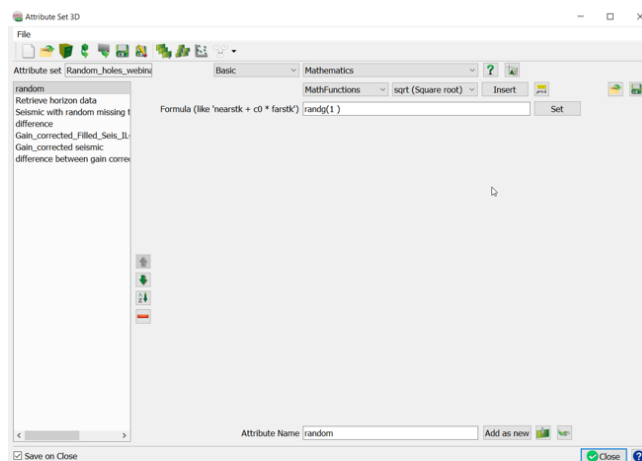 Attribute Set 3D
File
Attribute set Random_holes_webina Basic Mathematics
MathFunctions sqrt (Square root) Insert
Formula (like 'nearstk + c0 * farstk') randg(1 ) Set
random
Retrieve horizon data
Seismic with random missing t
difference
Gain_corrected_Filled_Seis_IL
Gain_corrected seismic
difference between gain correc
Attribute Name random Add as new
Save on Close Close